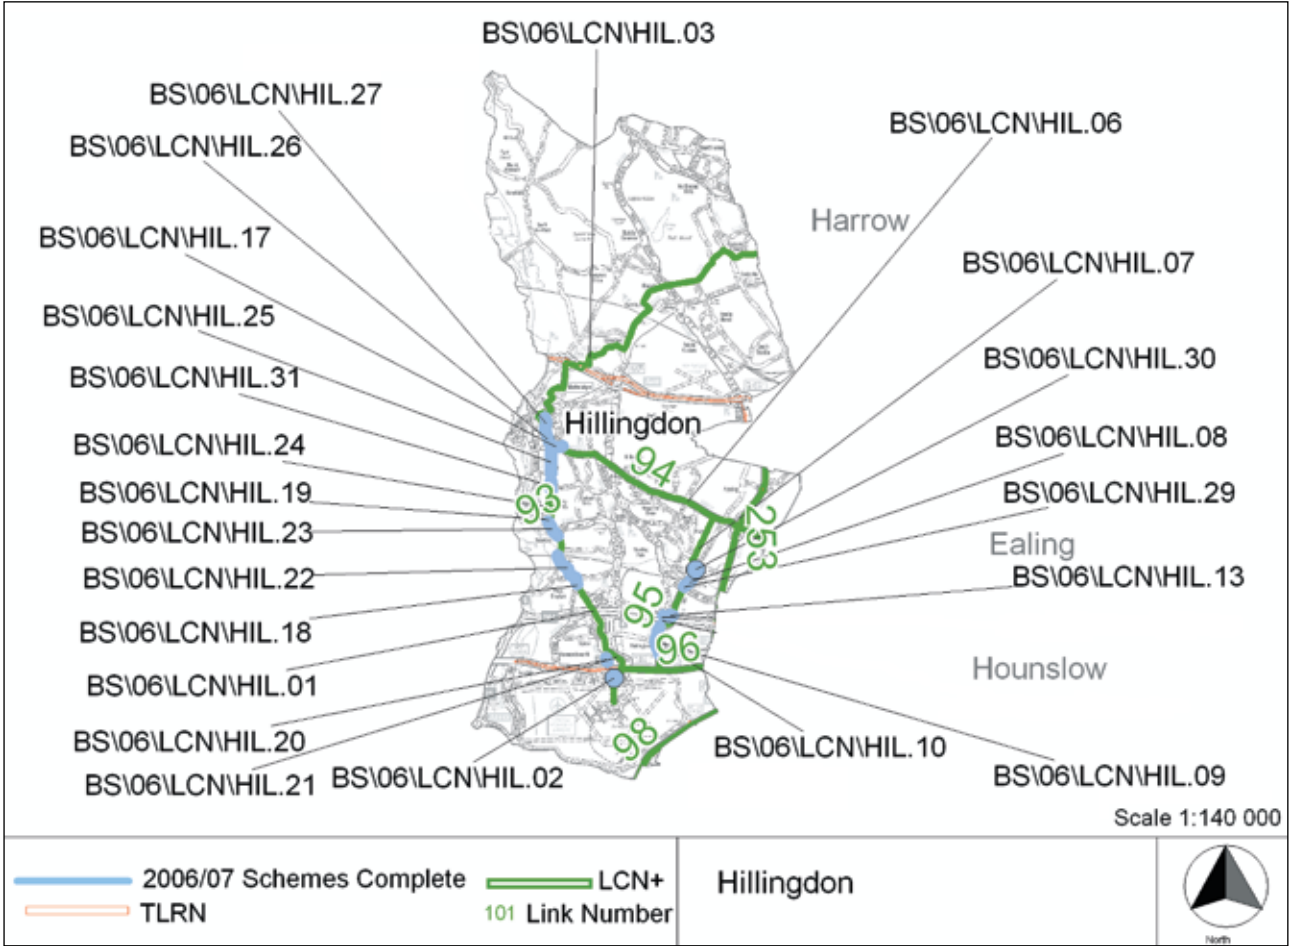 BS\06\LCN\HIL.03
BS\06\LCN\HIL.27
BS\06\LCN\HIL.06
BS\06\LCN\HIL.26
Harrow
BS\06\LCN\HIL.17
BS\06\LCN\HIL.07
BS\06\LCN\HIL.25
BS\06\LCN\HIL.30
BS\06\LCN\HIL.31
Hillingdon
BS\06\LCN\HIL.08
BS\06\LCN\HIL.24
94
BS\06\LCN\HIL.19
93
BS\06\LCN\HIL.29
BS\06\LCN\HIL.23
253
Ealing
BS\06\LCN\HIL.22
BS\06\LCN\HIL.13
95
BS\06\LCN\HIL.18
96
Hounslow
BS\06\LCN\HIL.01
BS\06\LCN\HIL.20
98
BS\06\LCN\HIL.10
BS\06\LCN\HIL.21
BS\06\LCN\HIL.02
BS\06\LCN\HIL.09
Scale 1:140 000
2006/07 Schemes Complete
LCN+
Hillingdon
TLRN
101 Link Number
North